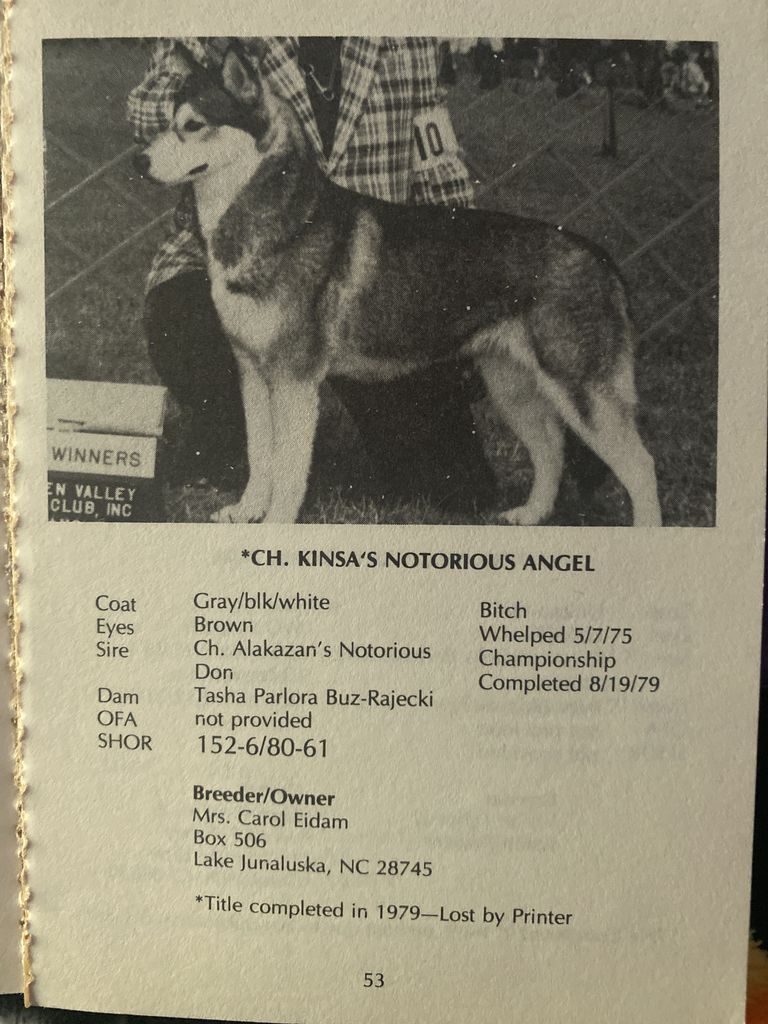 10
WINNERS
EN VALLEY
CLUB, INC
*CH. KINSA'S NOTORIOUS ANGEL
Coat Gray/blk/white
Eyes Brown
Sire Ch. Alakazan's Notorious
Don
Dam Tasha Parlora Buz-Rajecki
OFA not provided
SHOR 152-6/80-61
Bitch
Whelped 5/7/75
Championship
Completed 8/19/79
Breeder/Owner
Mrs. Carol Eidam
Box 506
Lake Junaluska, NC 28745
*Title completed in 1979—Lost by Printer
53